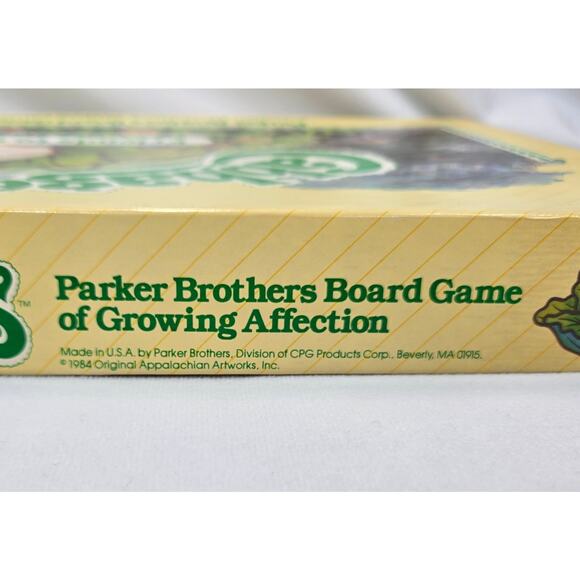 ™
Parker Brothers Board Game
of Growing Affection
Made in U.S.A. by Parker Brothers, Division of CPG Products Corp., Beverly, MA 01915.
© 1984 Original Appalachian Artworks, Inc.